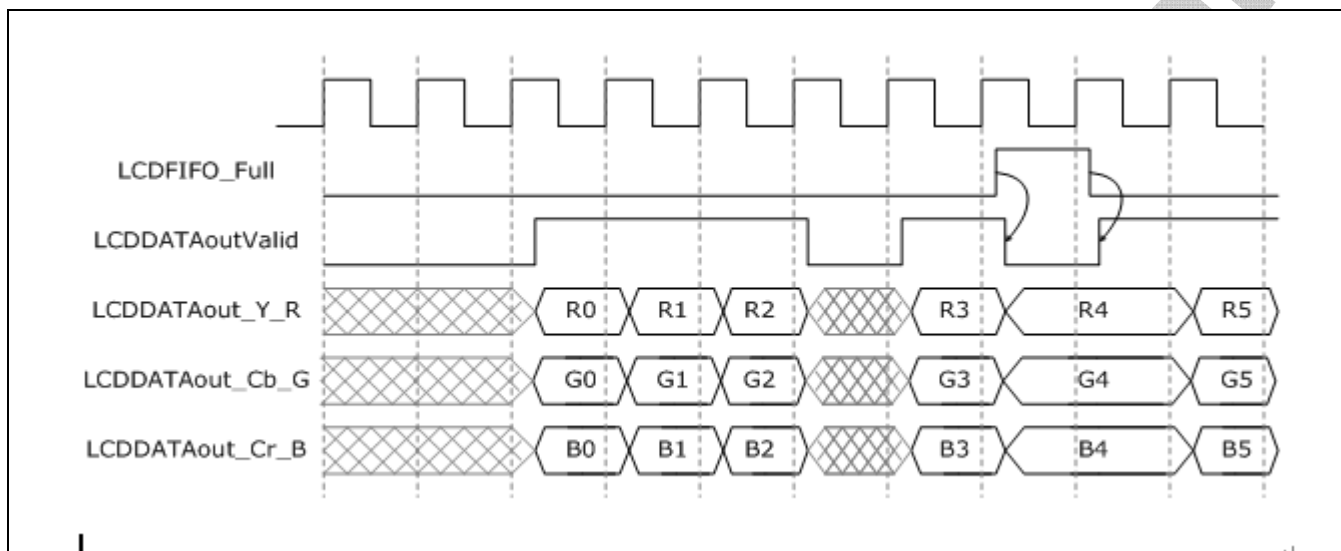 LCDFIFO_Full
LCDDATAoutValid
LCDDATAout_Y_R R0 R1 R2 R3 R4 R5
LCDDATAout_Cb_G G0 G1 G2 G3 G4 G5
LCDDATAout_Cr_B B0 B1 B2 B3 B4 B5